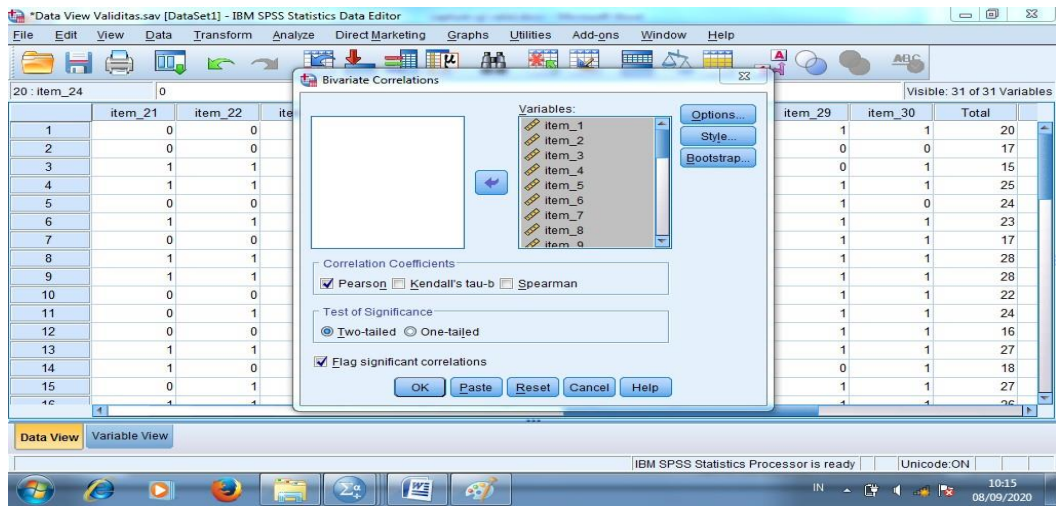 *Data View Validitas.sav [DataSet1] - IBM SPSS Statistics Data Editor
File Edit View Data Transform Analyze Direct Marketing Graphs Utilities Add-ons Window Help
20 : item_24 0 Visible: 31 of 31 Variables
item_21 item_22 ite item_29 item_30 Total
1 0 0 1 1 20
2 0 0 0 0 17
3 1 1 0 1 15
4 1 1 1 1 25
5 0 0 1 0 24
6 1 1 1 1 23
7 0 0 1 1 17
8 1 1 1 1 28
9 1 1 1 1 28
10 0 0 1 1 22
11 0 1 1 1 24
12 0 0 1 1 16
13 1 1 1 1 27
14 1 0 0 1 18
15 0 1 1 1 27
16 1 1 1 1 26
Bivariate Correlations
Variables:
item_1
item_2
item_3
item_4
item_5
item_6
item_7
item_8
item_9
Options...
Style...
Bootstrap...
Correlation Coefficients
Pearson Kendall's tau-b Spearman
Test of Significance
Two-tailed One-tailed
Flag significant correlations
OK Paste Reset Cancel Help
Data View Variable View
IBM SPSS Statistics Processor is ready Unicode:ON
IN 10:15
08/09/2020